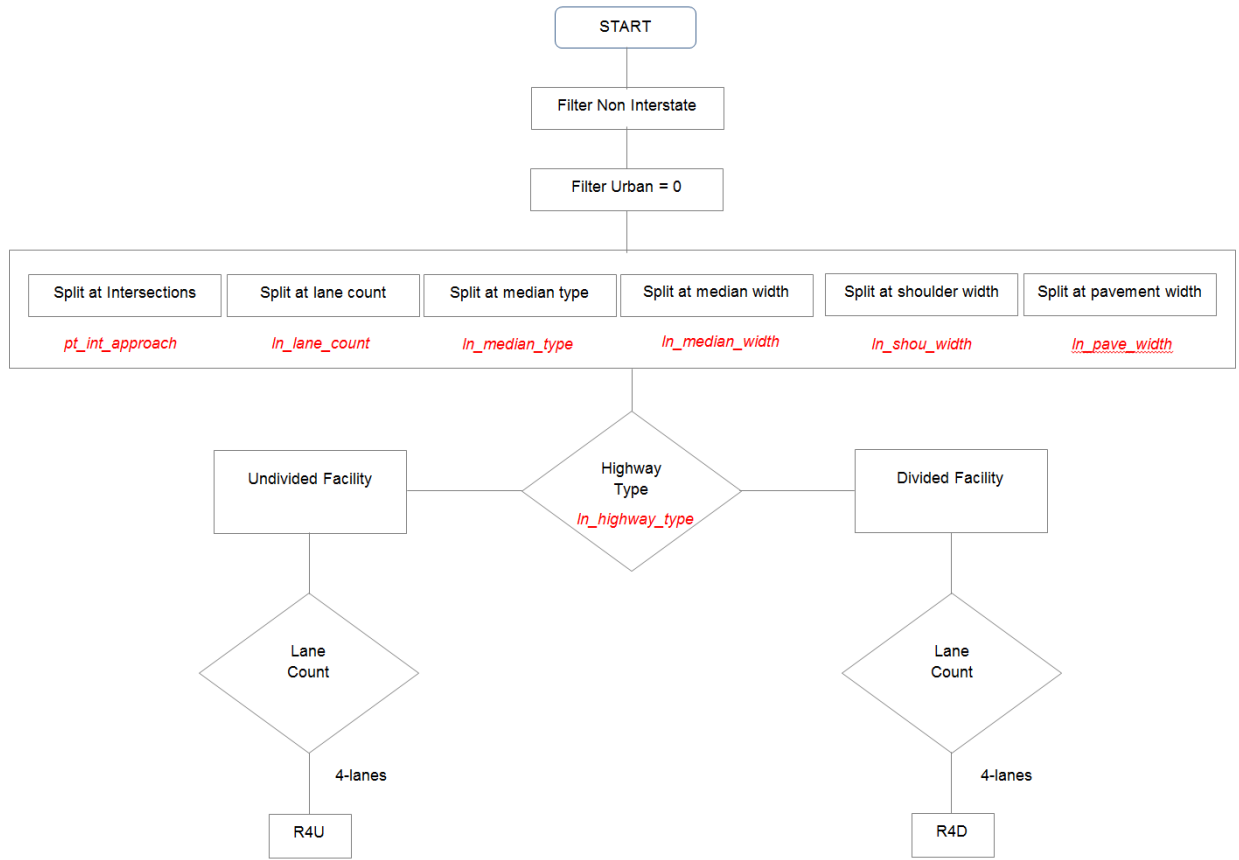 START
Filter Non Interstate
Filter Urban = 0
Split at Intersections
Split at lane count
Split at median type
Split at median width
Split at shoulder width
Split at pavement width
pt_int_approach
ln_lane_count
ln_median_type
ln_median_width
ln_shou_width
ln_pave_width
Undivided Facility
Highway
Type
ln_highway_type
Divided Facility
Lane
Count
Lane
Count
4-lanes
4-lanes
R4U
R4D